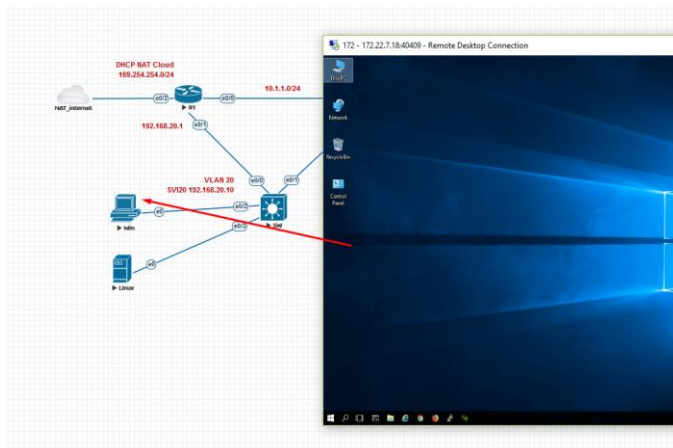 172 - 172.22.7.18:40409 - Remote Desktop Connection
DHCP NAT Cloud
169.254.254.0/24
This PC
10.1.1.0/24
e0/2
e0/0
NAT_internet
R1
Network
192.168.20.1
e0/1
Recycle Bin
VLAN 20
SVI20 192.168.20.10
e0/0
e0/1
Control
Panel
e0
e0/2
e0/3
SW
Win
e0
Linux